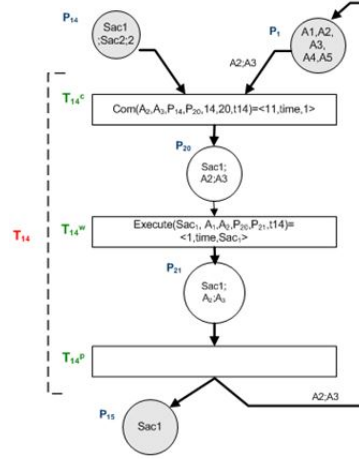 P14
Sac1
;Sac2;2
P1
A1,A2,
A3,
A4,A5
A2;A3
T14c
Com(A2,A3,P14,P20,14,20,t14)=<11,time,1>
P20
Sac1;
A2;A3
T14
T14w
Execute(Sac1, A1,A2,P20,P21,t14)=
<1,time,Sac1>
P21
Sac1;
A2;A3
T14p
A2;A3
P15
Sac1